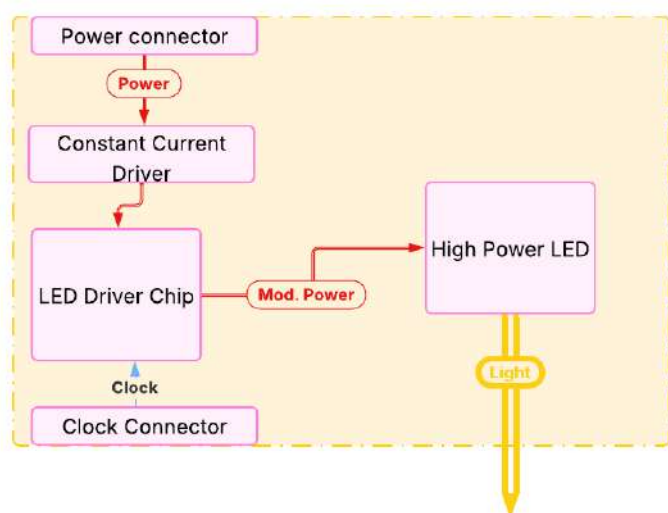 Power connector
Power
Constant Current
Driver
High Power LED
LED Driver Chip
Mod. Power
Light
Clock
Clock Connector